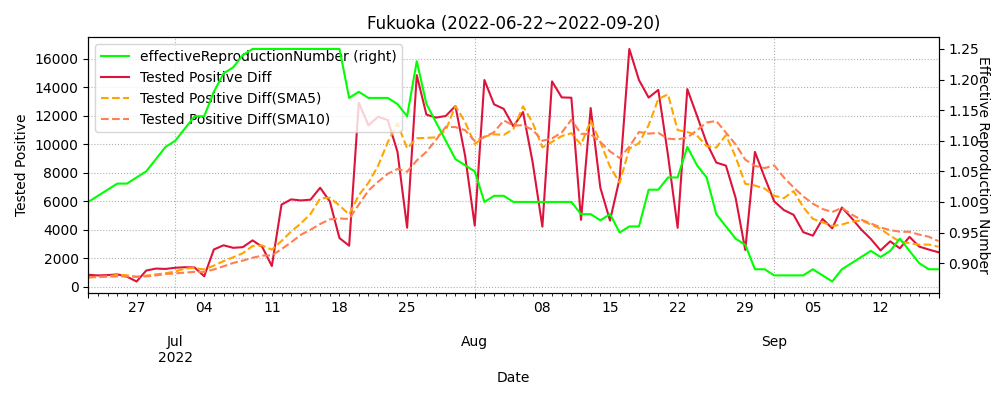 Fukuoka (2022-06-22~2022-09-20)
effectiveReproductionNumber (right)
Tested Positive Diff
Tested Positive Diff(SMA5)
Tested Positive Diff(SMA10)
Tested Positive
16000
14000
12000
10000
8000
6000
4000
2000
0
1.25
1.20
1.15
1.10
1.05
1.00
0.95
0.90
Effective Reproduction Number
27 04 11 18 25 08 15 22 29 05 12
Jul Aug Sep
2022
Date